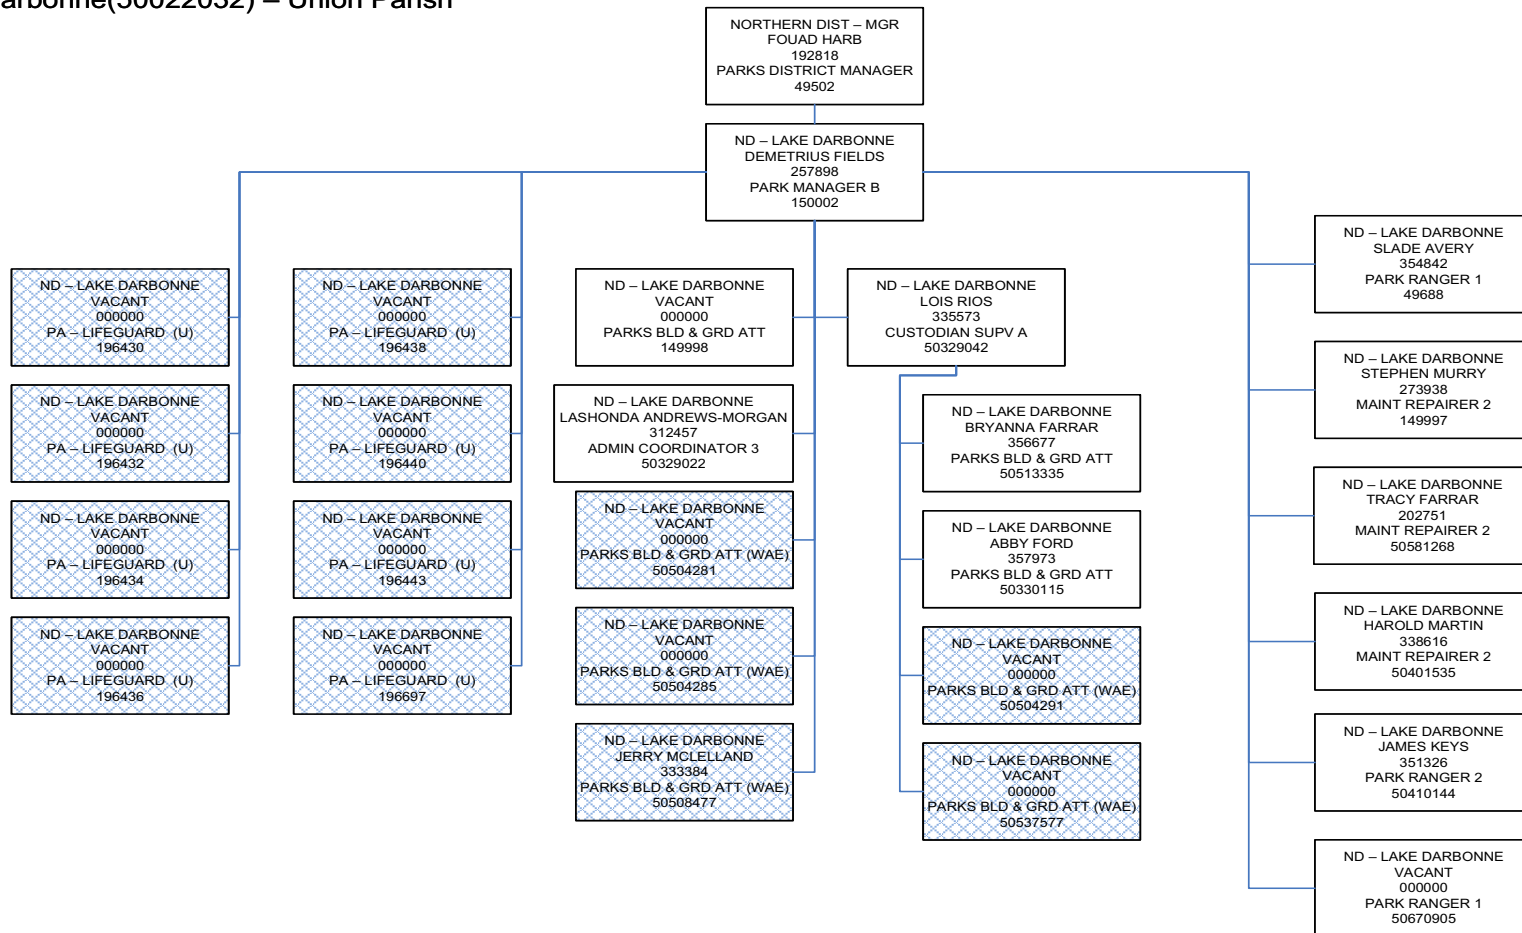 arbonne(50022032) – Union Parish
NORTHERN DIST – MGR
FOUAD HARB
192818
PARKS DISTRICT MANAGER
49502
ND – LAKE DARBONNE
DEMETRIUS FIELDS
257898
PARK MANAGER B
150002
ND – LAKE DARBONNE
VACANT
000000
PA – LIFEGUARD (U)
196430
ND – LAKE DARBONNE
VACANT
000000
PA – LIFEGUARD (U)
196432
ND – LAKE DARBONNE
VACANT
000000
PA – LIFEGUARD (U)
196434
ND – LAKE DARBONNE
VACANT
000000
PA – LIFEGUARD (U)
196436
ND – LAKE DARBONNE
VACANT
000000
PA – LIFEGUARD (U)
196438
ND – LAKE DARBONNE
VACANT
000000
PA – LIFEGUARD (U)
196440
ND – LAKE DARBONNE
VACANT
000000
PA – LIFEGUARD (U)
196443
ND – LAKE DARBONNE
VACANT
000000
PA – LIFEGUARD (U)
196697
ND – LAKE DARBONNE
VACANT
000000
PARKS BLD & GRD ATT
149998
ND – LAKE DARBONNE
LASHONDA ANDREWS-MORGAN
312457
ADMIN COORDINATOR 3
50329022
ND – LAKE DARBONNE
VACANT
000000
PARKS BLD & GRD ATT (WAE)
50504281
ND – LAKE DARBONNE
VACANT
000000
PARKS BLD & GRD ATT (WAE)
50504285
ND – LAKE DARBONNE
JERRY MCLELLAND
333384
PARKS BLD & GRD ATT (WAE)
50508477
ND – LAKE DARBONNE
LOIS RIOS
335573
CUSTODIAN SUPV A
50329042
ND – LAKE DARBONNE
BRYANNA FARRAR
356677
PARKS BLD & GRD ATT
50513335
ND – LAKE DARBONNE
ABBY FORD
357973
PARKS BLD & GRD ATT
50330115
ND – LAKE DARBONNE
VACANT
000000
PARKS BLD & GRD ATT (WAE)
50504291
ND – LAKE DARBONNE
VACANT
000000
PARKS BLD & GRD ATT (WAE)
50537577
ND – LAKE DARBONNE
SLADE AVERY
354842
PARK RANGER 1
49688
ND – LAKE DARBONNE
STEPHEN MURRY
273938
MAINT REPAIRER 2
149997
ND – LAKE DARBONNE
TRACY FARRAR
202751
MAINT REPAIRER 2
50581268
ND – LAKE DARBONNE
HAROLD MARTIN
338616
MAINT REPAIRER 2
50401535
ND – LAKE DARBONNE
JAMES KEYS
351326
PARK RANGER 2
50410144
ND – LAKE DARBONNE
VACANT
000000
PARK RANGER 1
50670905